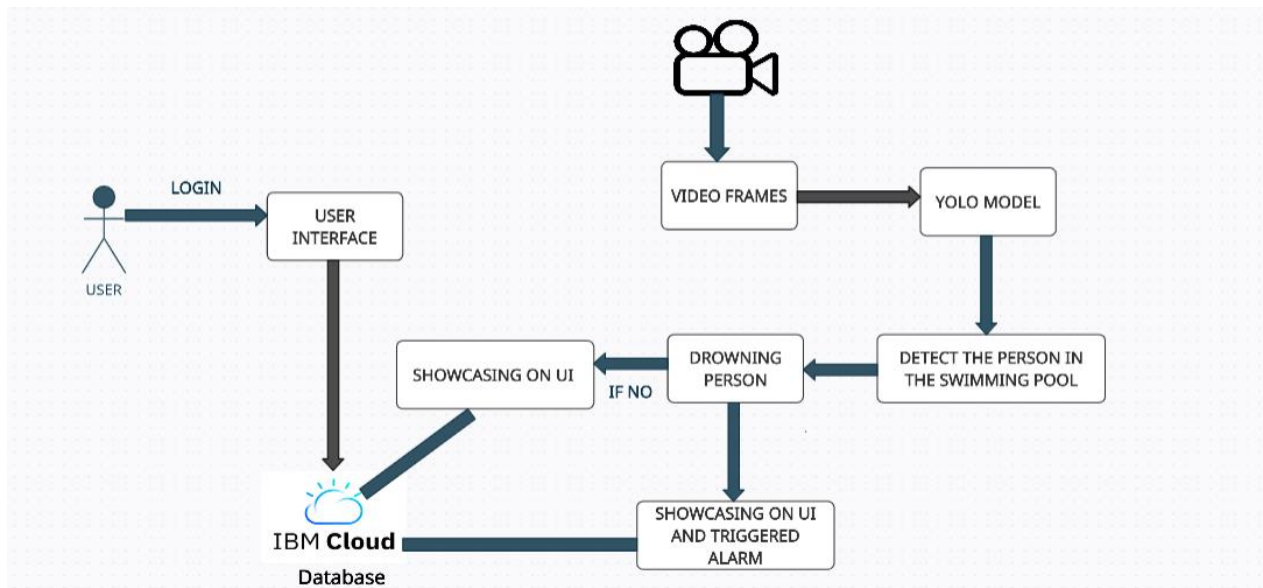 LOGIN
USER
INTERFACE
USER
VIDEO FRAMES
YOLO MODEL
SHOWCASING ON UI
IF NO
DROWNING
PERSON
DETECT THE PERSON IN
THE SWIMMING POOL
SHOWCASING ON UI
AND TRIGGERED
ALARM
IBM Cloud
Database